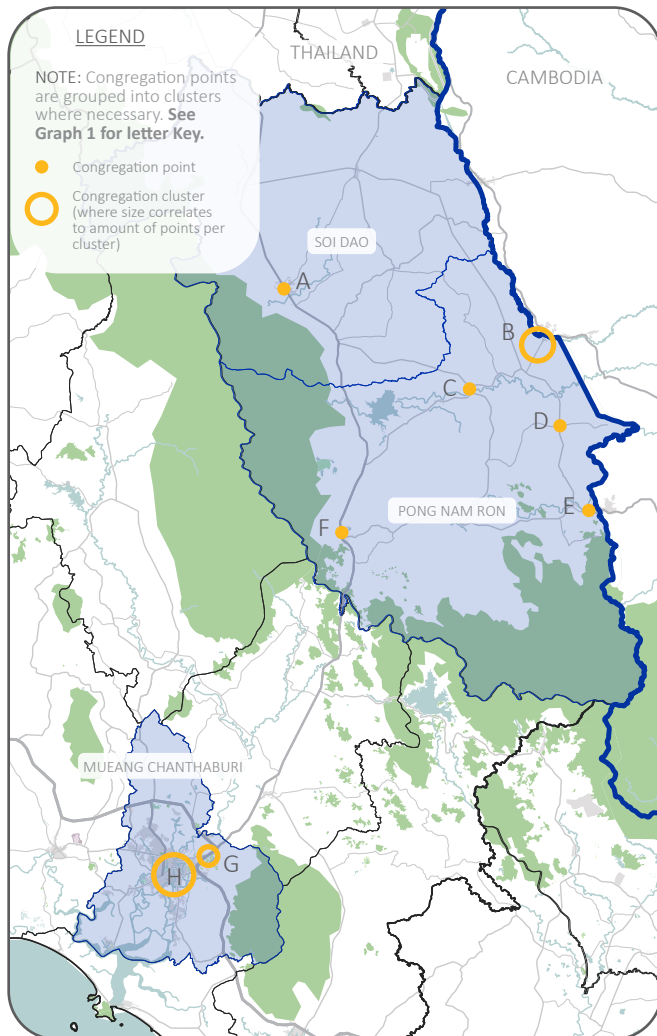 LEGEND
NOTE: Congregation points
are grouped into clusters
where necessary. See
Graph 1 for letter Key.
Congregation point
Congregation cluster
(where size correlates
to amount of points per
cluster)
THAILAND
CAMBODIA
SOI DAO
A
B
C
D
E
PONG NAM RON
F
MUEANG CHANTHABURI
G
H